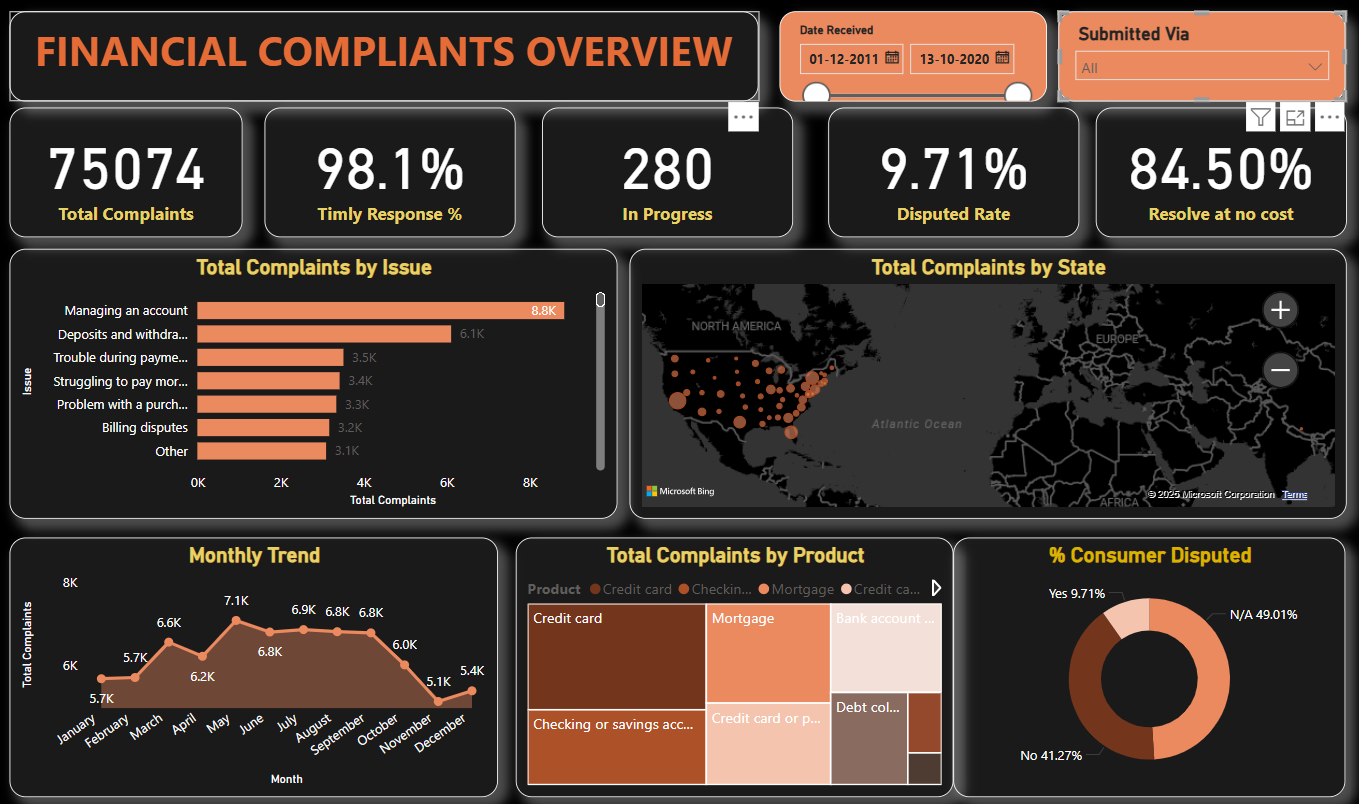 FINANCIAL COMPLIANTS OVERVIEW
Date Received
01-12-2011
13-10-2020
Submitted Via
All
75074
Total Complaints
98.1%
Timly Response %
280
In Progress
9.71%
Disputed Rate
84.50%
Resolve at no cost
Total Complaints by Issue
Issue
Managing an account
8.8K
Deposits and withdra...
6.1K
Trouble during payme...
3.5K
Struggling to pay mor...
3.4K
Problem with a purch...
3.3K
Billing disputes
3.2K
Other
3.1K
0K 2K 4K 6K 8K
Total Complaints
Total Complaints by State
NORTH AMERICA
EUROPE
Atlantic Ocean
AFRICA
Microsoft Bing
© 2025 Microsoft Corporation Terms
Monthly Trend
Total Complaints
8K
6K
5.7K
5.7K
6.6K
6.2K
7.1K
6.8K
6.9K
6.8K
6.8K
6.0K
5.1K
5.4K
January February March April May June July August September October November December
Month
Total Complaints by Product
Product Credit card Checkin... Mortgage Credit ca...
Credit card
Checking or savings acc...
Mortgage
Credit card or p...
Bank account ...
Debt col...
% Consumer Disputed
Yes 9.71%
N/A 49.01%
No 41.27%